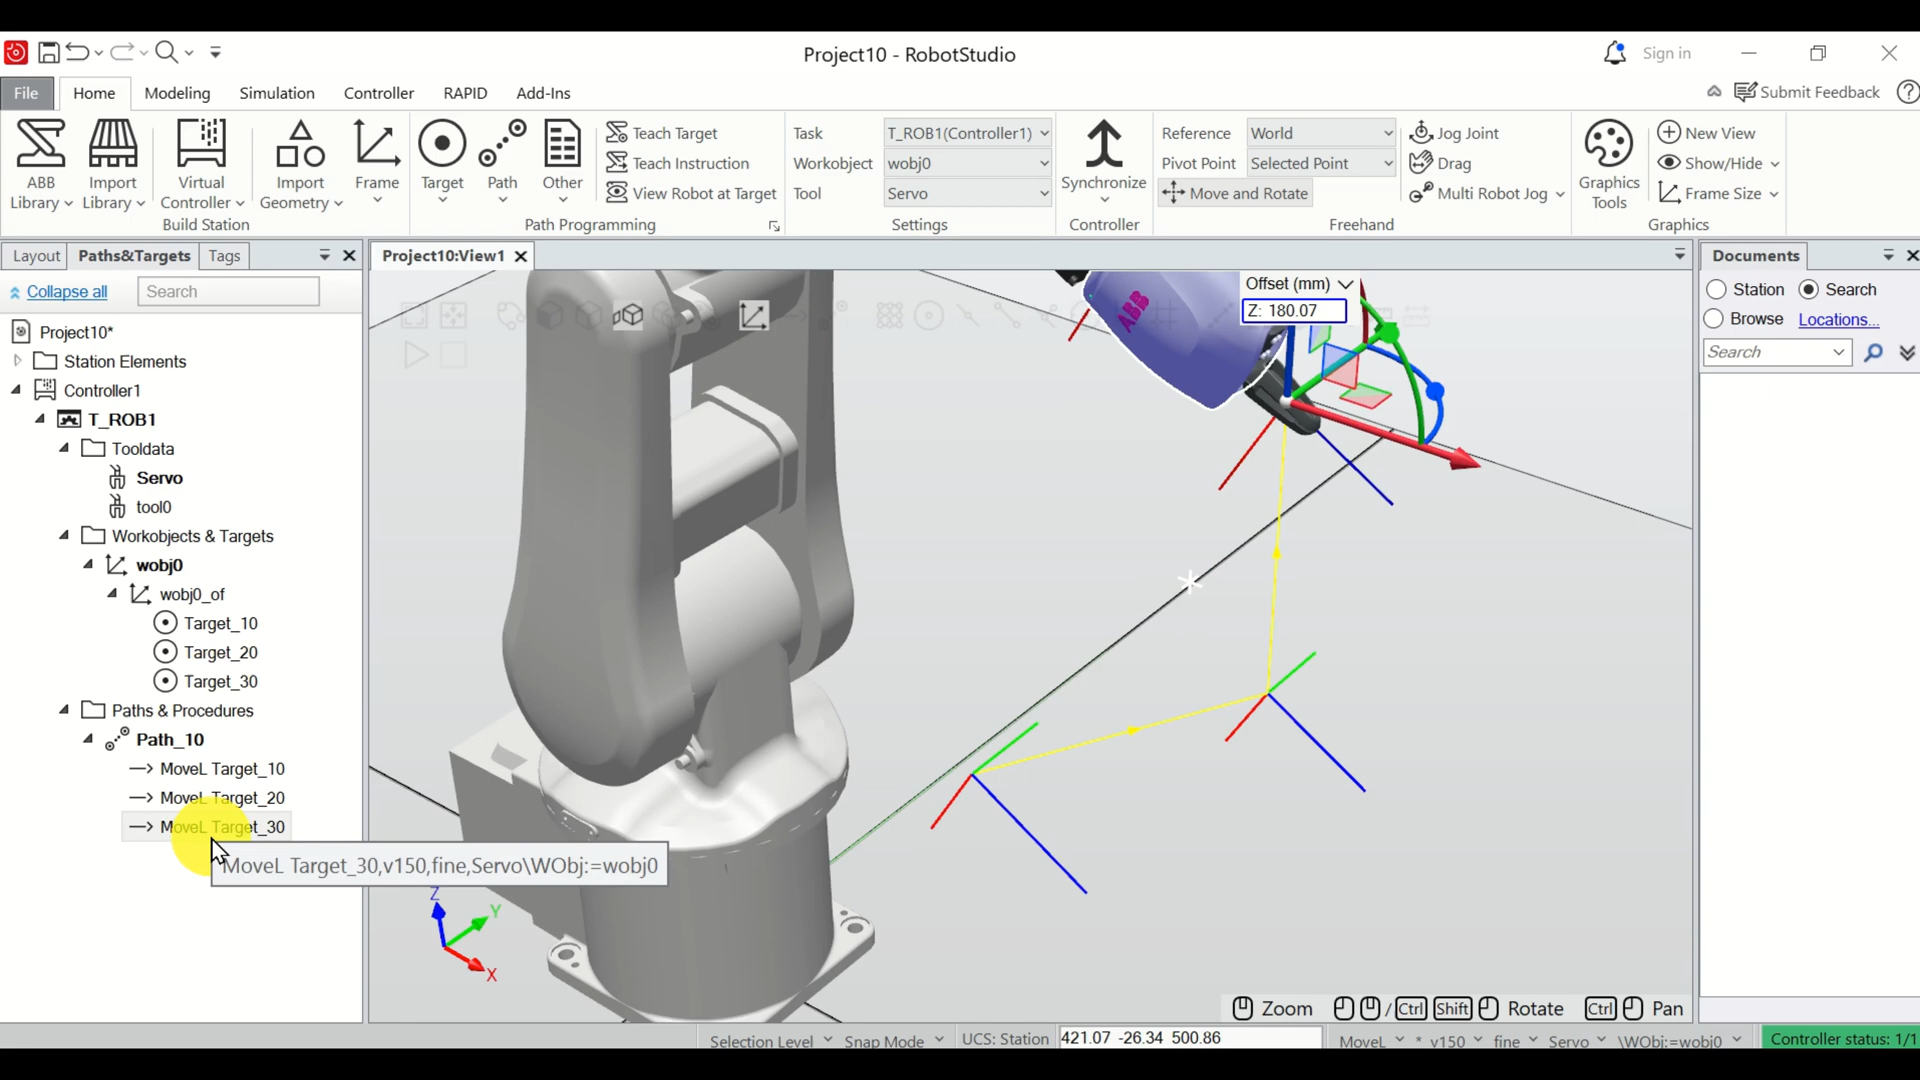 Project10 - RobotStudio
Sign in
File Home Modeling Simulation Controller RAPID Add-Ins
Submit Feedback ?
ABB Library
Import Library
Virtual Controller
Import Geometry
Frame
Build Station
Target
Path
Other
Teach Target
Teach Instruction
View Robot at Target
Path Programming
Task T_ROB1(Controller1)
Workobject wobj0
Tool Servo
Settings
Synchronize
Controller
Reference World
Pivot Point Selected Point
Move and Rotate
Jog Joint
Drag
Multi Robot Jog
Freehand
Graphics Tools
New View
Show/Hide
Frame Size
Graphics
Layout Paths&Targets Tags
Collapse all Search
Project10*
Station Elements
Controller1
T_ROB1
Tooldata
Servo
tool0
Workobjects & Targets
wobj0
wobj0_of
Target_10
Target_20
Target_30
Paths & Procedures
Path_10
MoveL Target_10
MoveL Target_20
MoveL Target_30
MoveL Target_30,v150,fine,Servo\WObj:=wobj0
Project10:View1
Offset (mm)
Z: 180.07
ABB
Z
Y
X
Zoom / Ctrl Shift Rotate Ctrl Pan
Documents
Station Search
Browse Locations...
Search
Selection Level Snap Mode UCS: Station 421.07 -26.34 500.86 MoveL * v150 fine Servo \WObj:=wobj0 Controller status: 1/1